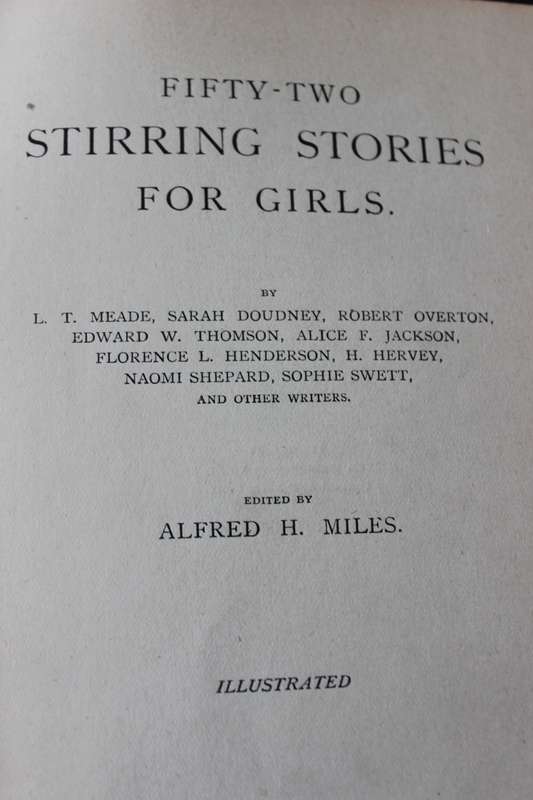 FIFTY-TWO
STIRRING STORIES
FOR GIRLS.
BY
L. T. MEADE, SARAH DOUDNEY, ROBERT OVERTON,
EDWARD W. THOMSON, ALICE F. JACKSON,
FLORENCE L. HENDERSON, H. HERVEY,
NAOMI SHEPARD, SOPHIE SWETT,
AND OTHER WRITERS.
EDITED BY
ALFRED H. MILES.
ILLUSTRATED